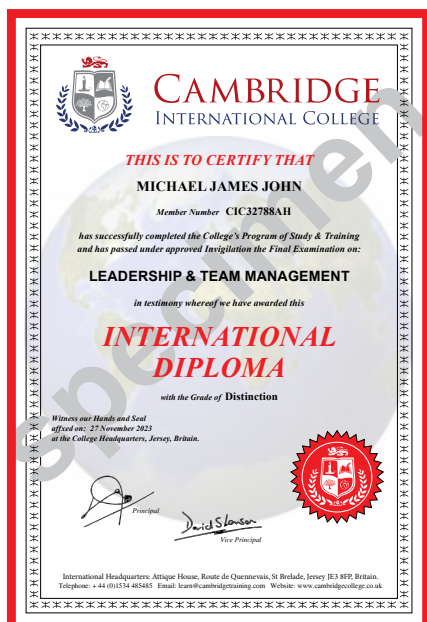 CAMBRIDGE
INTERNATIONAL COLLEGE
THIS IS TO CERTIFY THAT
MICHAEL JAMES JOHN
Member Number CIC32788AH
has successfully completed the College's Program of Study & Training
and has passed under approved Invigilation the Final Examination on:
LEADERSHIP & TEAM MANAGEMENT
in testimony whereof we have awarded this
INTERNATIONAL
DIPLOMA
with the Grade of Distinction
Witness our Hands and Seal
affxed on: 27 November 2023
at the College Headquarters, Jersey, Britain.
Principal
David S Lawson
Vice Principal
International Headquarters: Attique House, Route de Quennevais, St Brelade, Jersey JE3 8FP, Britain.
Telephone: + 44 (0)1534 485485 Email: learn@cambridgetraining.com Website: www.cambridgecollege.co.uk
specimen